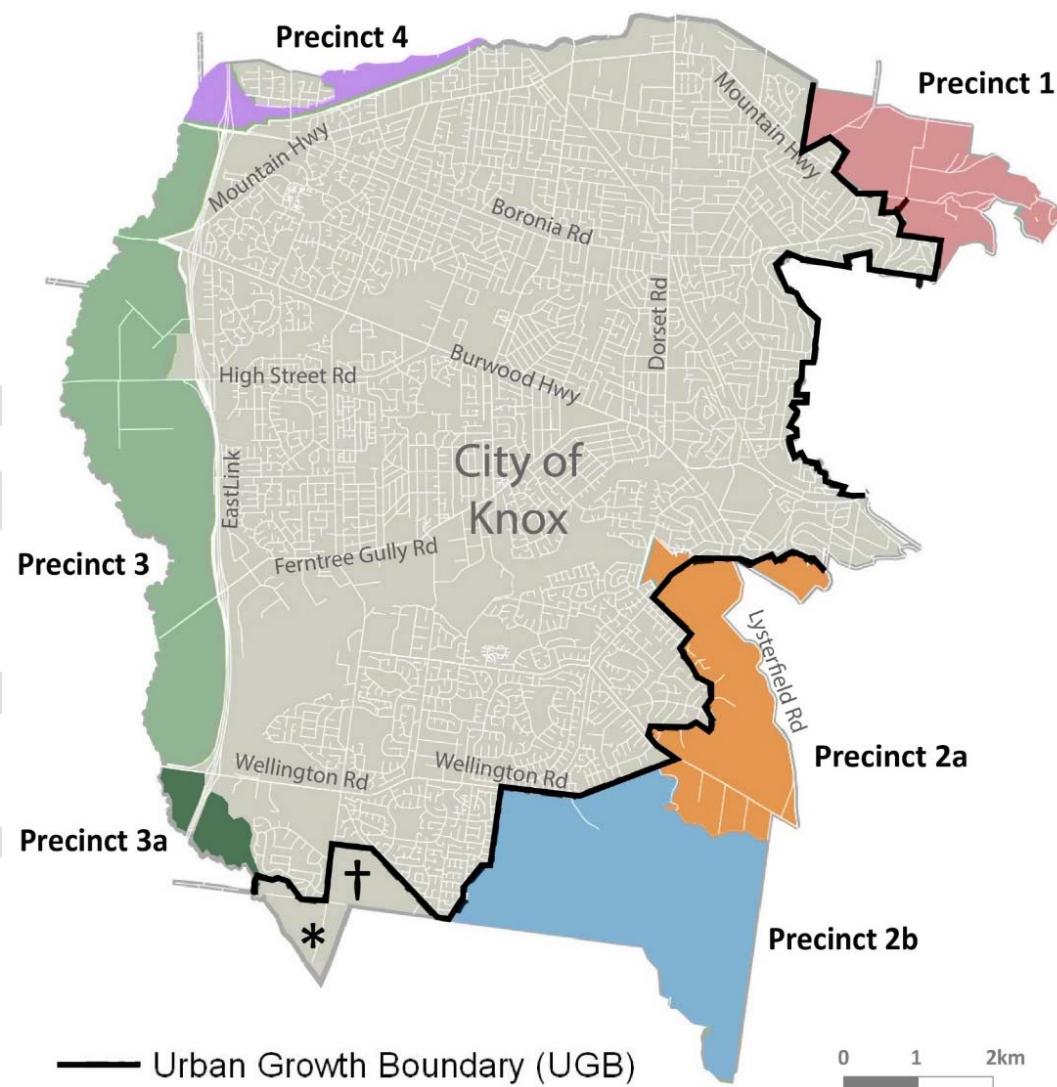 Precinct 4
Precinct 1
Mountain Hwy
Mountain Hwy
Boronia Rd
Dorset Rd
Burwood Hwy
High Street Rd
City of
Knox
EastLink
Precinct 3
Ferntree Gully Rd
Lysterfield Rd
Wellington Rd
Wellington Rd
Precinct 2a
Precinct 3a
†
*
Precinct 2b
Urban Growth Boundary (UGB)
0 1 2km